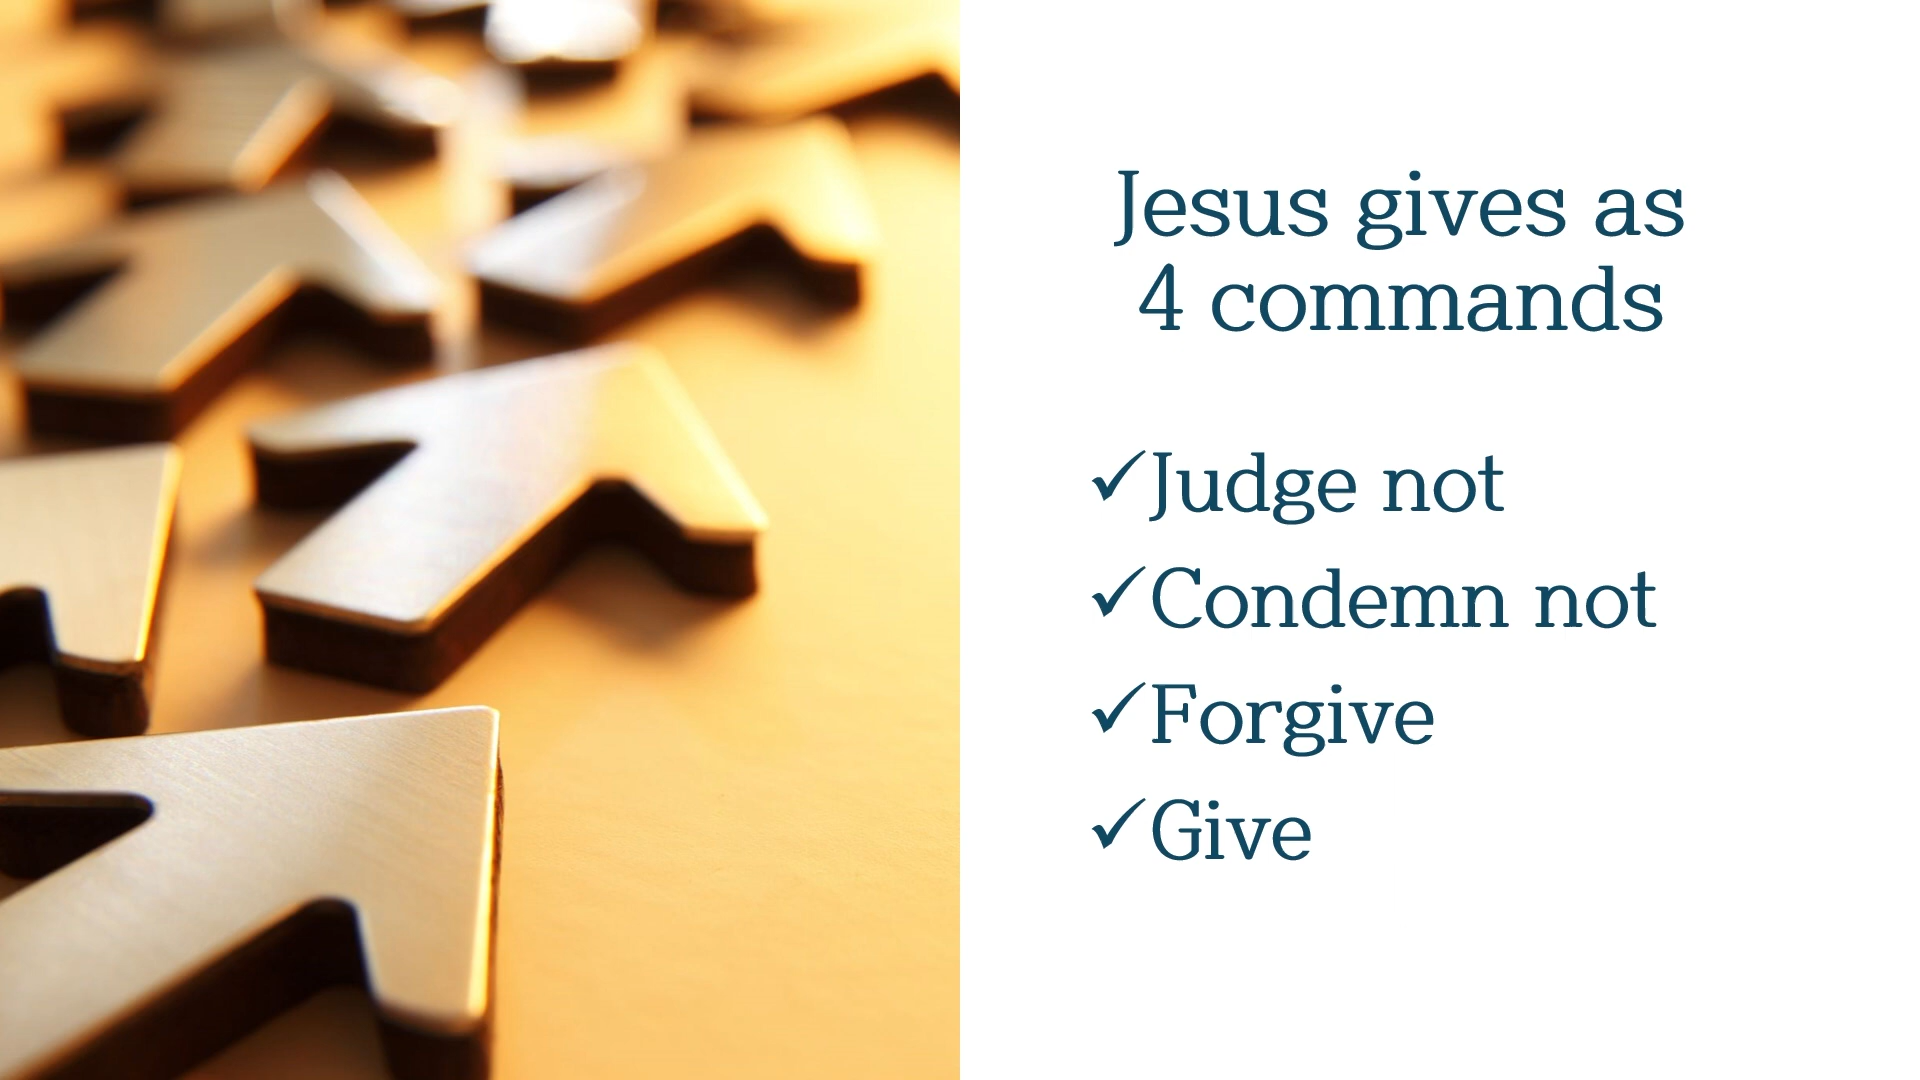 Jesus gives as
4 commands
✓Judge not
✓Condemn not
✓Forgive
✓Give